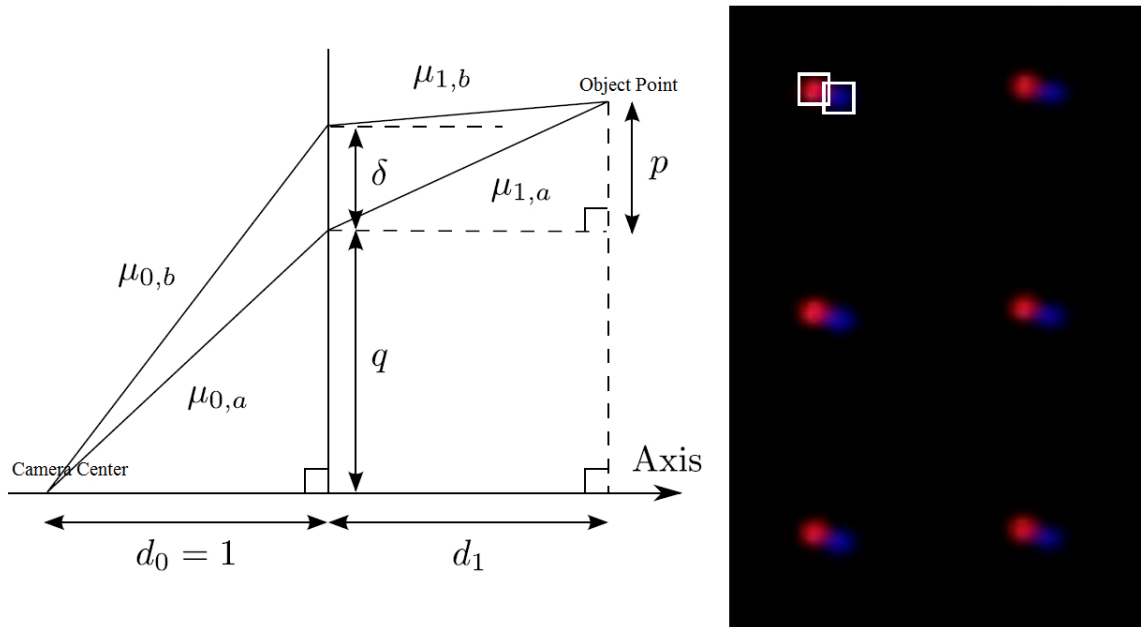 μ₁,b
Object Point
δ
μ₁,a
p
μ₀,b
q
μ₀,a
Camera Center
Axis
d₀ = 1
d₁